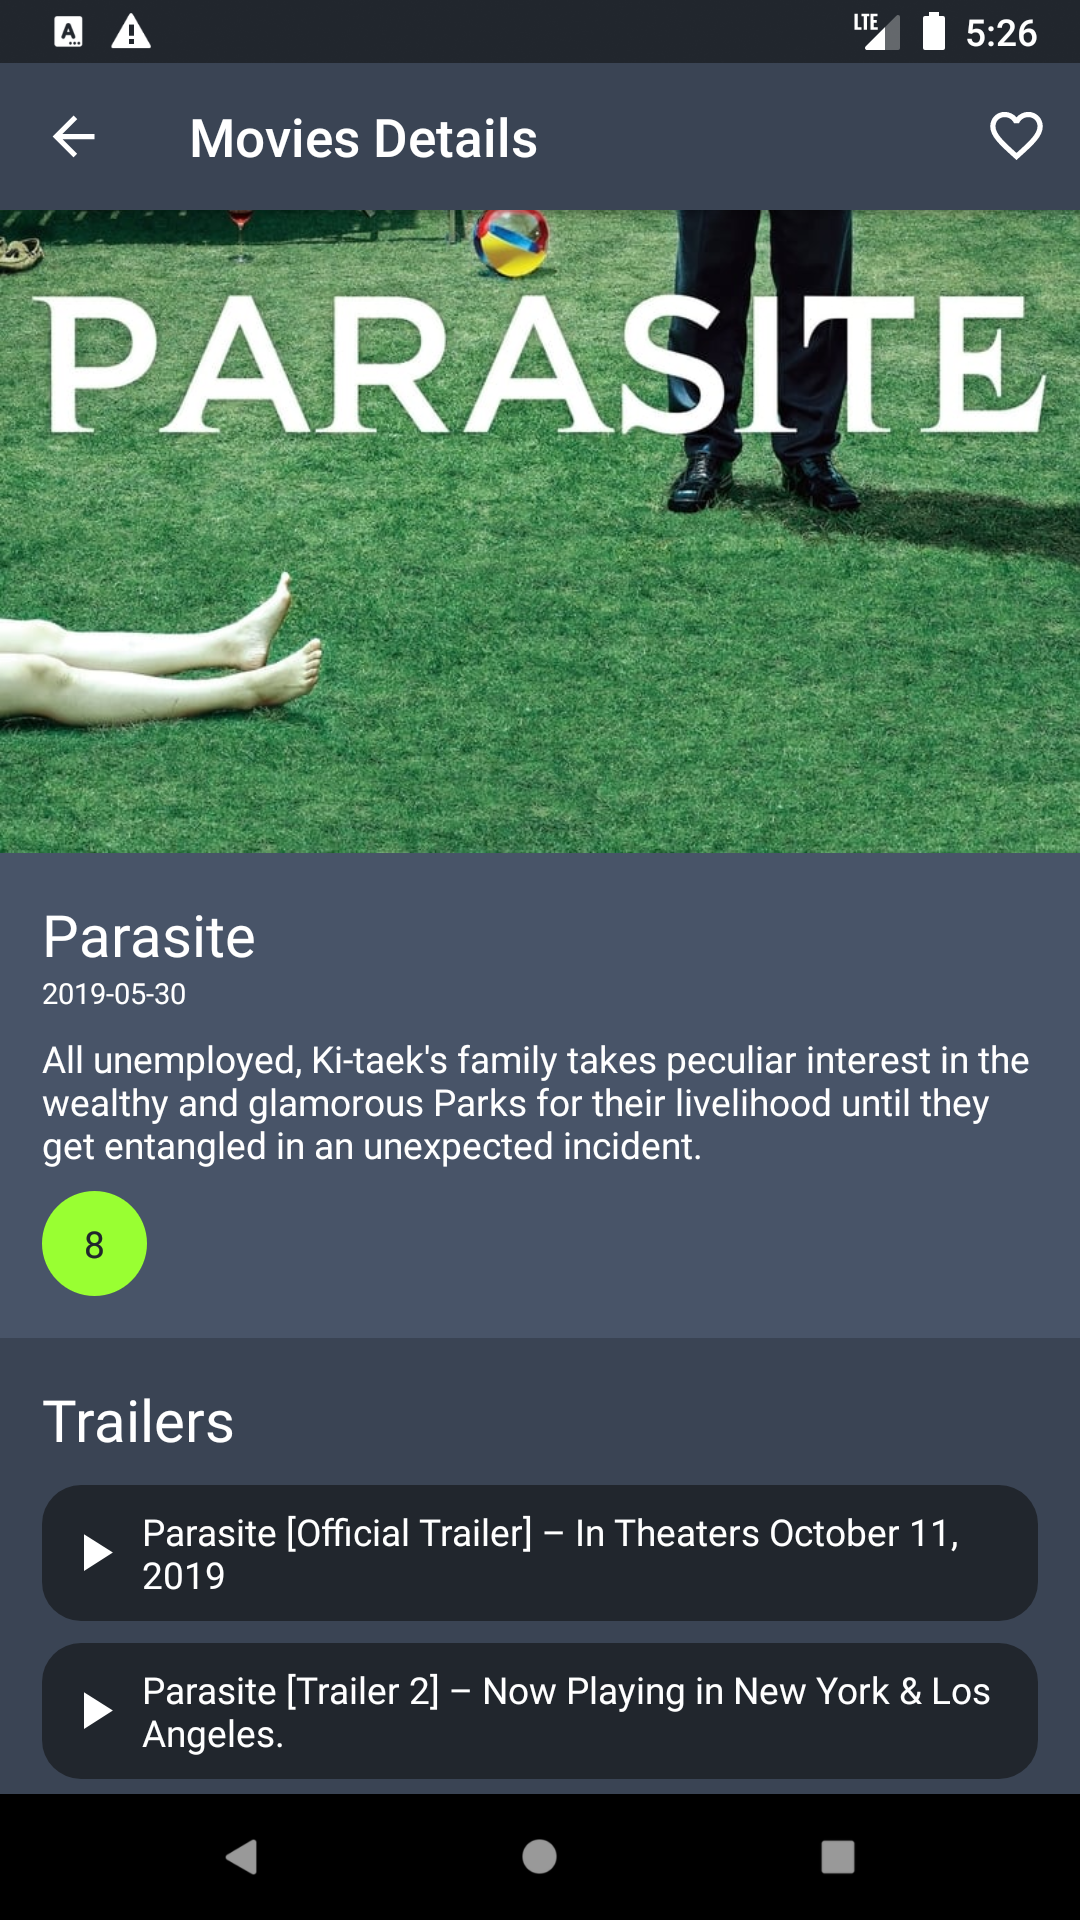 LTE 5:26
Movies Details
PARASITE
Parasite
2019-05-30
All unemployed, Ki-taek's family takes peculiar interest in the
wealthy and glamorous Parks for their livelihood until they
get entangled in an unexpected incident.
8
Trailers
Parasite [Official Trailer] – In Theaters October 11,
2019
Parasite [Trailer 2] – Now Playing in New York & Los
Angeles.